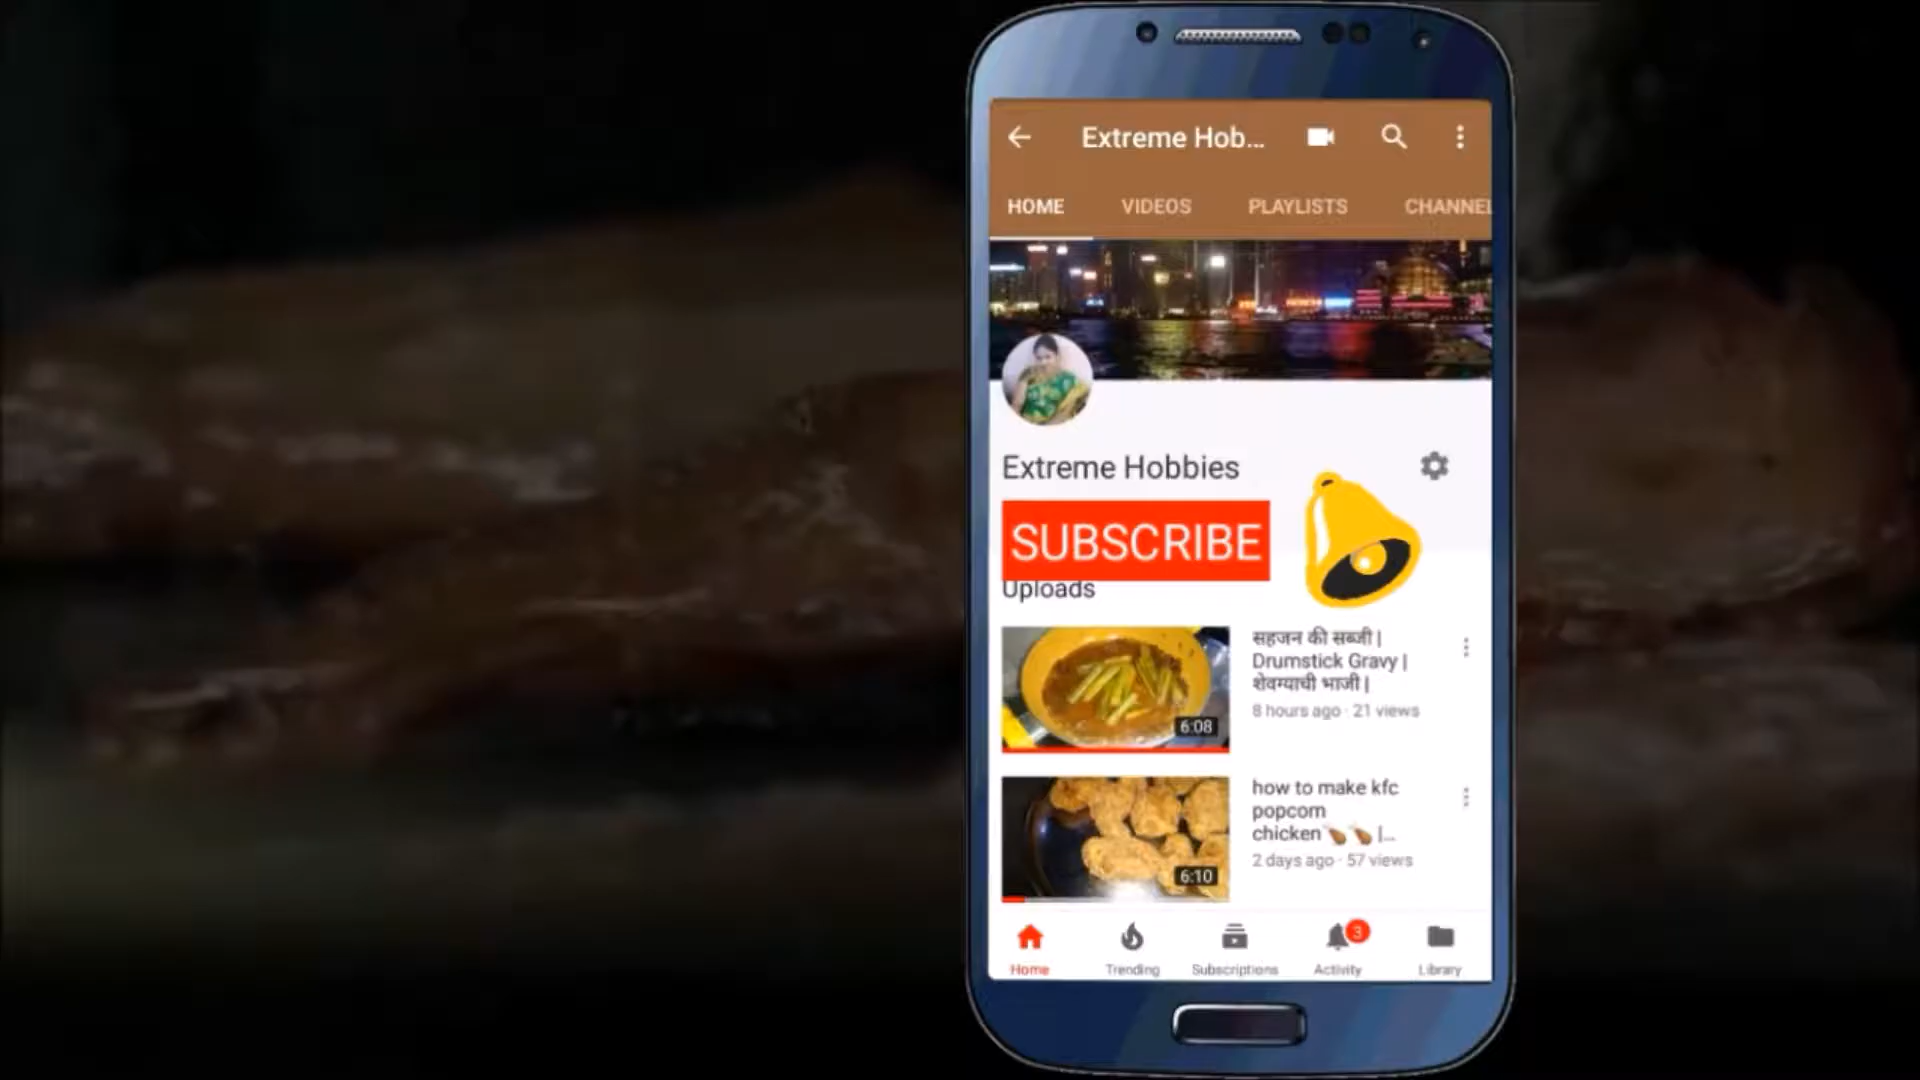 Extreme Hob...
HOME VIDEOS PLAYLISTS CHANNEL
Extreme Hobbies
SUBSCRIBE
Uploads
सहजन की सब्जी |
Drumstick Gravy |
शेवग्याची भाजी |
8 hours ago · 21 views
6:08
how to make kfc
popcorn
chicken🍗🍗 |...
2 days ago · 57 views
6:10
3
Home Trending Subscriptions Activity Library